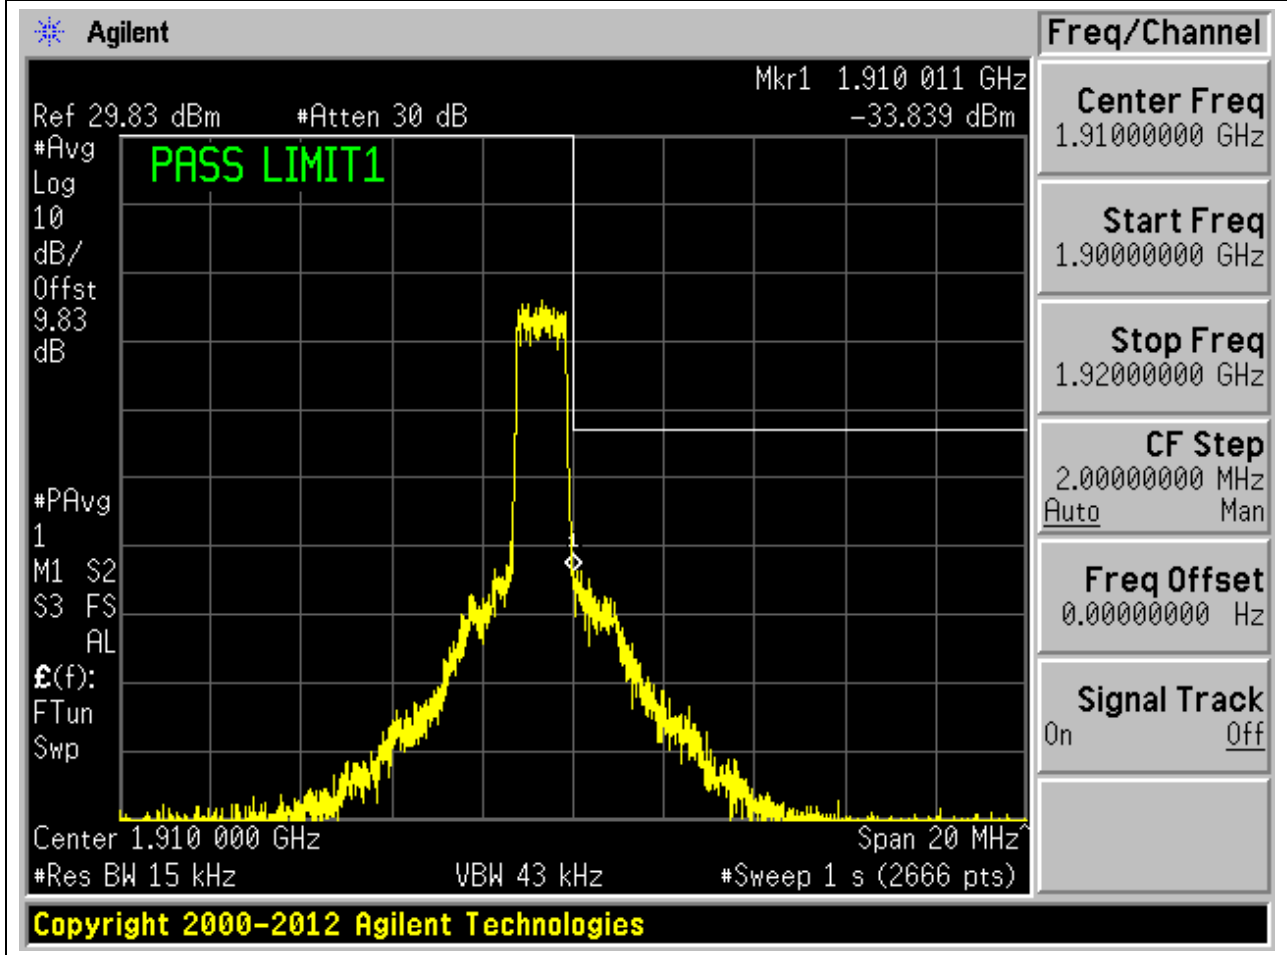 Agilent
Freq/Channel
Mkr1 1.910 011 GHz
Ref 29.83 dBm #Atten 30 dB -33.839 dBm
#Avg
Log
10
dB/
Offst
9.83
dB
PASS LIMIT1
#PAvg
1
M1 S2
S3 FS
AL
£(f):
FTun
Swp
1
Center 1.910 000 GHz Span 20 MHz^
#Res BW 15 kHz VBW 43 kHz #Sweep 1 s (2666 pts)
Copyright 2000-2012 Agilent Technologies
Center Freq
1.91000000 GHz
Start Freq
1.90000000 GHz
Stop Freq
1.92000000 GHz
CF Step
2.00000000 MHz
Auto Man
Freq Offset
0.00000000 Hz
Signal Track
On Off